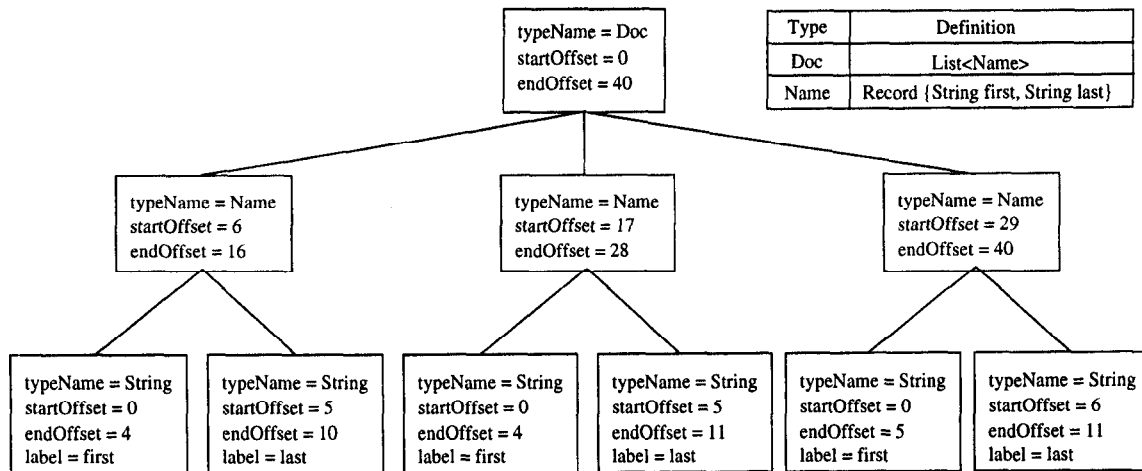 typeName = Doc
startOffset = 0
endOffset = 40
Type Definition
Doc List<Name>
Name Record {String first, String last}
typeName = Name
startOffset = 6
endOffset = 16
typeName = Name
startOffset = 17
endOffset = 28
typeName = Name
startOffset = 29
endOffset = 40
typeName = String
startOffset = 0
endOffset = 4
label = first
typeName = String
startOffset = 5
endOffset = 10
label = last
typeName = String
startOffset = 0
endOffset = 4
label = first
typeName = String
startOffset = 5
endOffset = 11
label = last
typeName = String
startOffset = 0
endOffset = 5
label = first
typeName = String
startOffset = 6
endOffset = 11
label = last